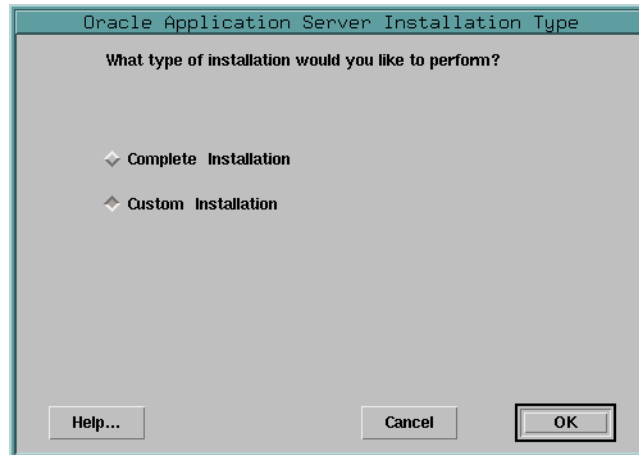 Oracle Application Server Installation Type
What type of installation would you like to perform?
Complete Installation
Custom Installation
Help...
Cancel
OK